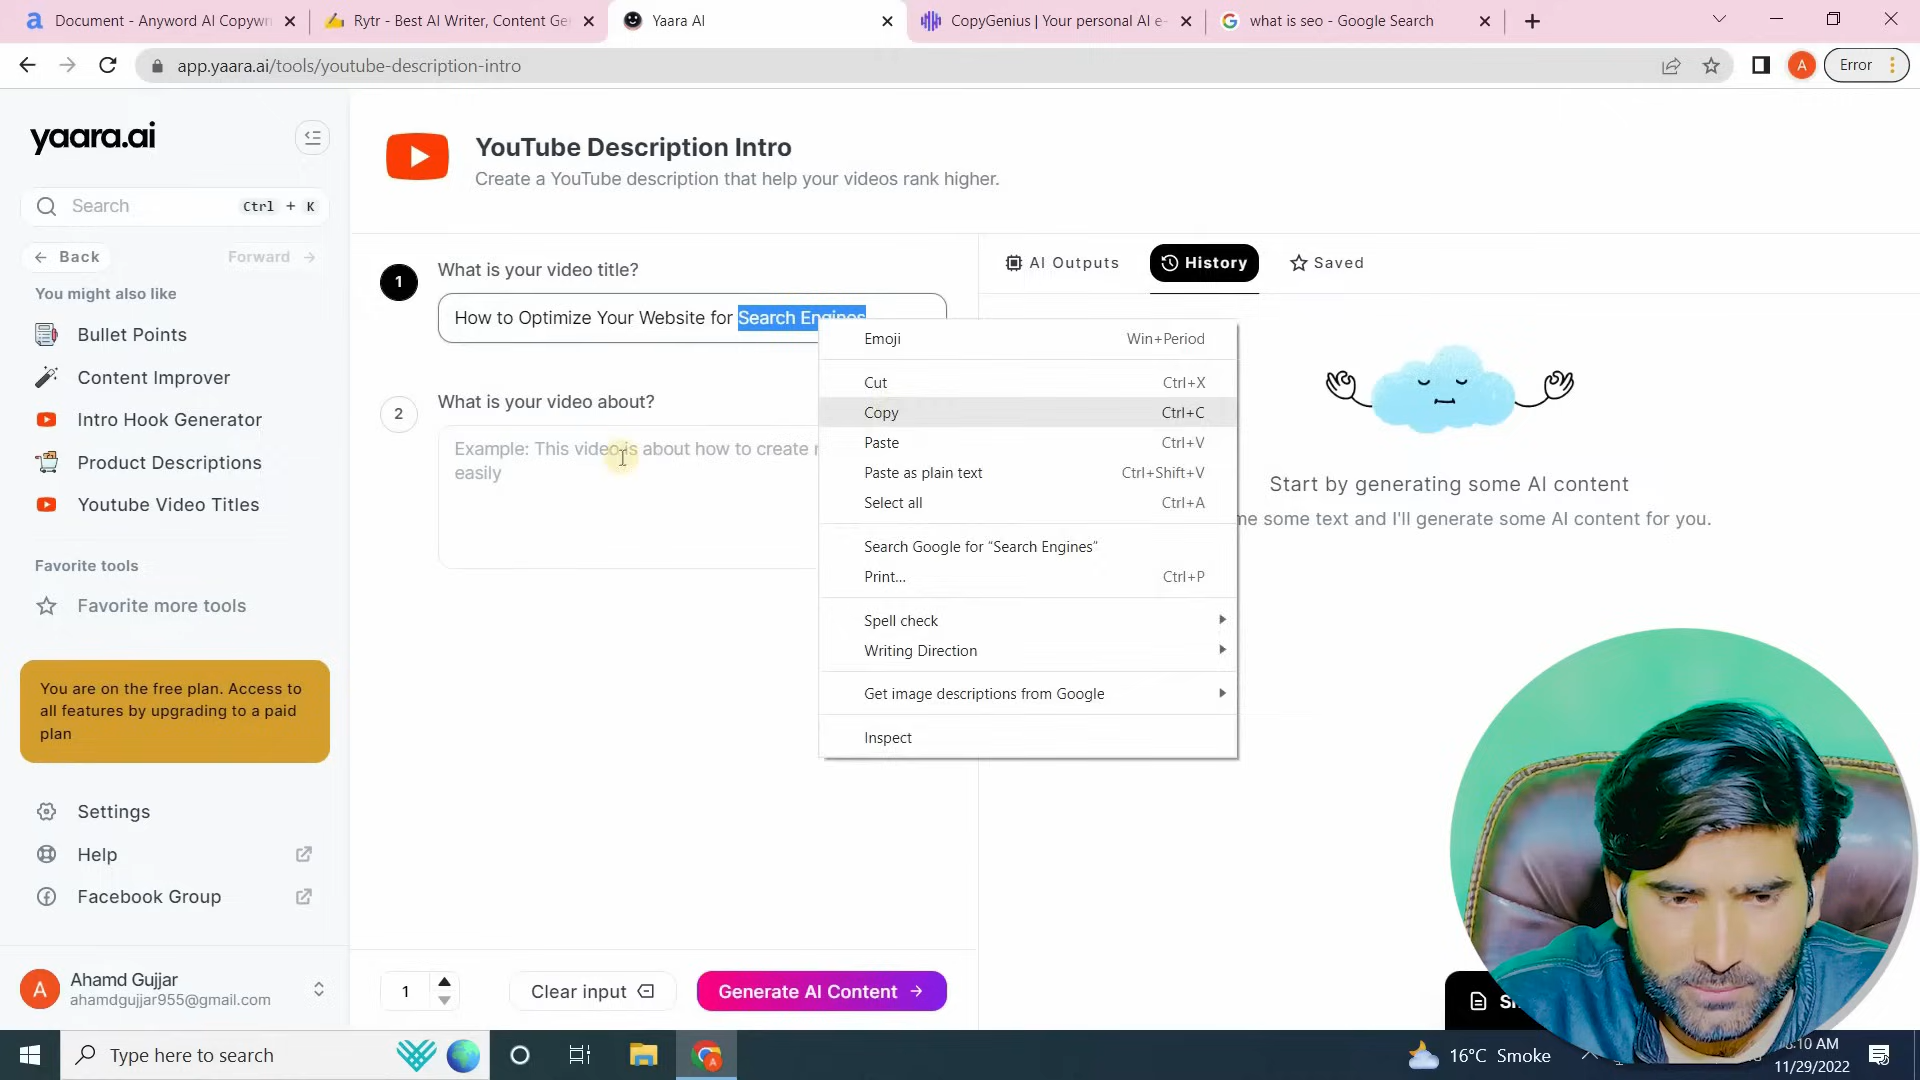 Document - Anyword AI Copywr
Rytr - Best AI Writer, Content Ge
Yaara AI
CopyGenius | Your personal AI e-
what is seo - Google Search
app.yaara.ai/tools/youtube-description-intro
A
Error
yaara.ai
Search
Ctrl + K
Back
Forward
You might also like
Bullet Points
Content Improver
Intro Hook Generator
Product Descriptions
Youtube Video Titles
Favorite tools
Favorite more tools
You are on the free plan. Access to
all features by upgrading to a paid
plan
Settings
Help
Facebook Group
A
Ahamd Gujjar
ahamdgujjar955@gmail.com
YouTube Description Intro
Create a YouTube description that help your videos rank higher.
1
What is your video title?
How to Optimize Your Website for Search Engines
2
What is your video about?
Example: This video is about how to create
easily
1
Clear input
Generate AI Content
Emoji Win+Period
Cut Ctrl+X
Copy Ctrl+C
Paste Ctrl+V
Paste as plain text Ctrl+Shift+V
Select all Ctrl+A
Search Google for “Search Engines”
Print... Ctrl+P
Spell check
Writing Direction
Get image descriptions from Google
Inspect
AI Outputs
History
Saved
Start by generating some AI content
me some text and I'll generate some AI content for you.
Type here to search
16°C Smoke
:10 AM
11/29/2022